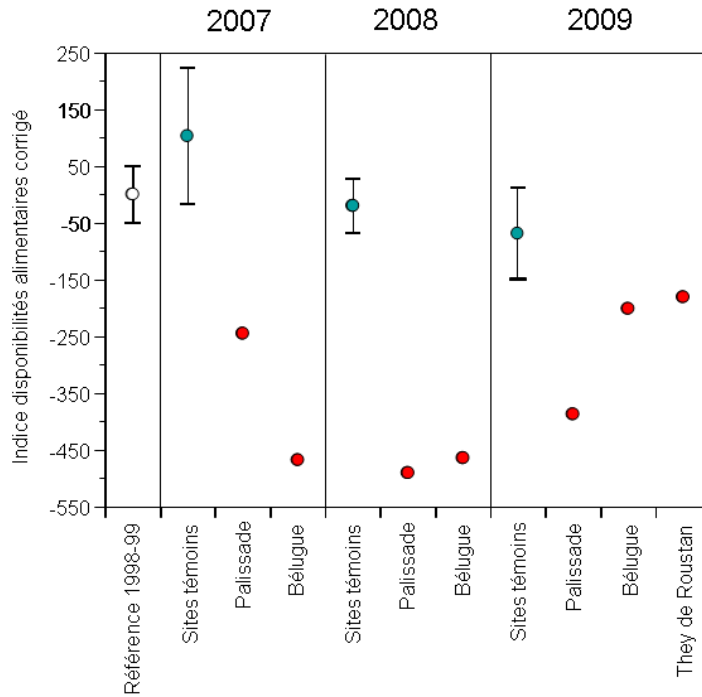 2007 2008 2009
Indice disponibilités alimentaires corrigé
250
150
50
-50
-150
-250
-350
-450
-550
Référence 1998-99
Sites témoins
Palissade
Bélugue
Sites témoins
Palissade
Bélugue
Sites témoins
Palissade
Bélugue
They de Roustan